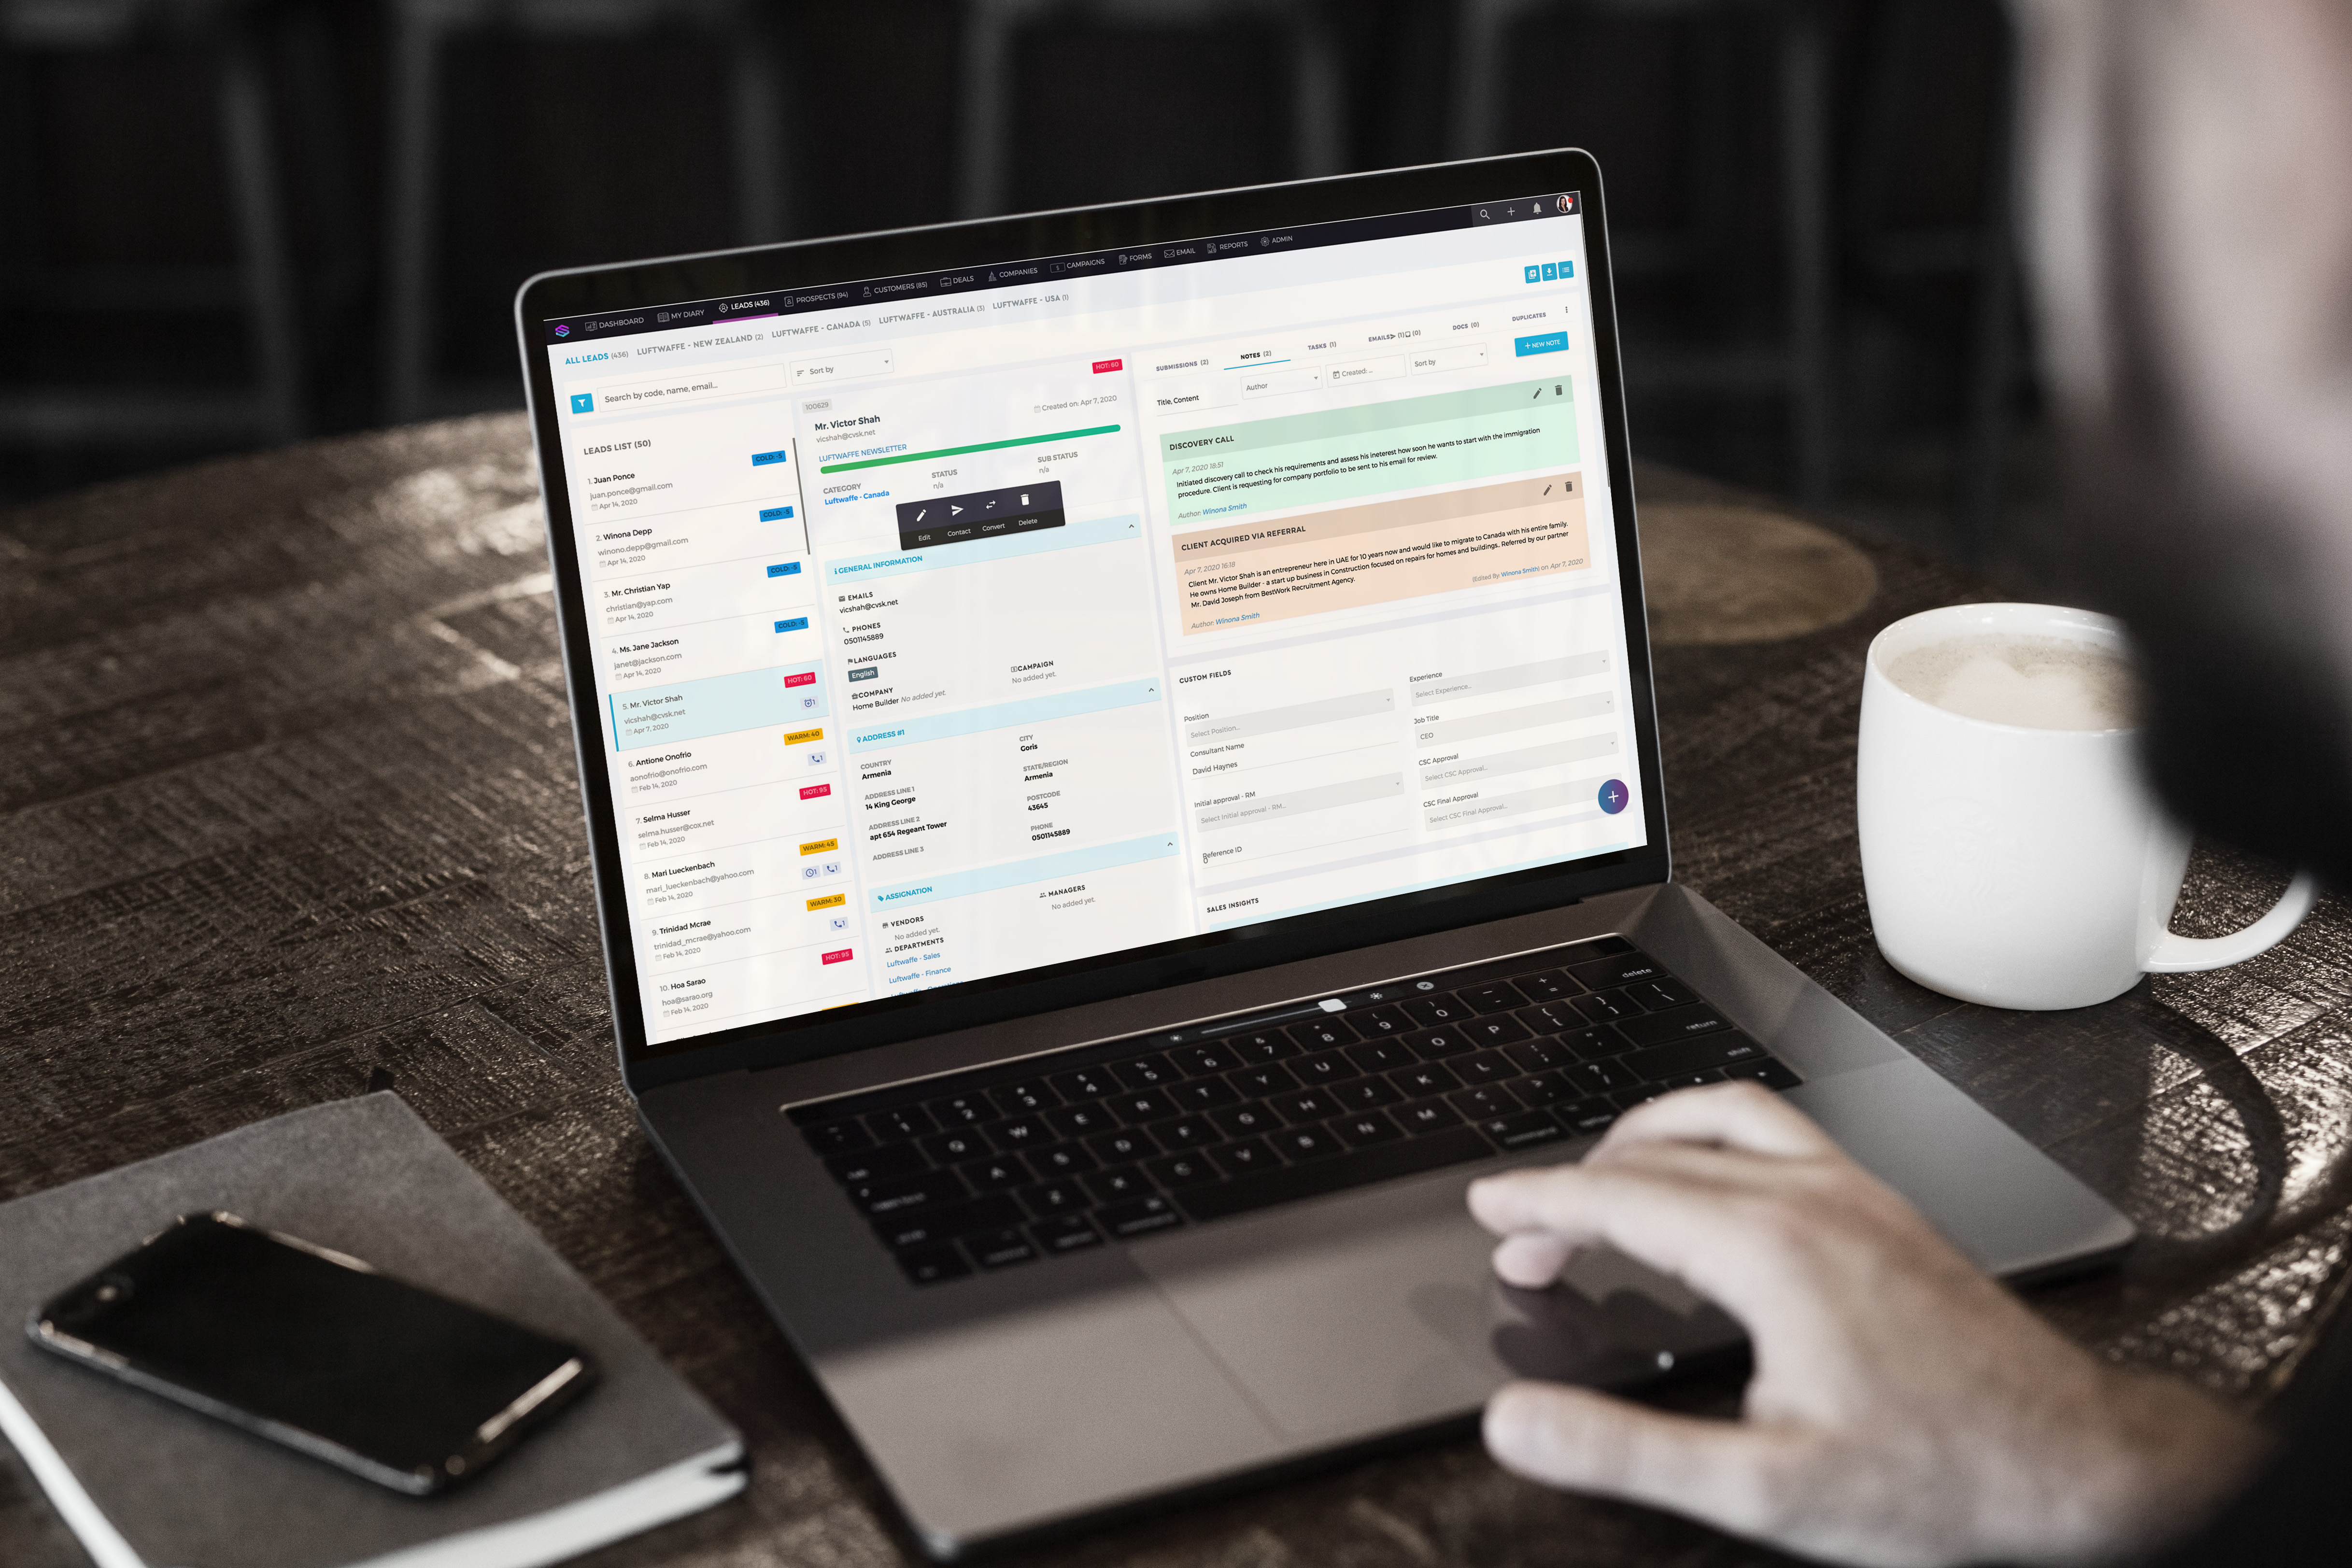 DASHBOARD MY DIARY LEADS (436) PROSPECTS (94) CUSTOMERS (85) DEALS COMPANIES CAMPAIGNS FORMS EMAIL REPORTS ADMIN
ALL LEADS (436) LUFTWAFFE - NEW ZEALAND (2) LUFTWAFFE - CANADA (5) LUFTWAFFE - AUSTRALIA (3) LUFTWAFFE - USA (1)
Search by code, name, email...
Sort by
LEADS LIST (50)
1. Juan Ponce
COLD: -5
juan.ponce@gmail.com
Apr 14, 2020
2. Winona Depp
COLD: -5
winono.depp@gmail.com
Apr 14, 2020
3. Mr. Christian Yap
COLD: -5
christian@yap.com
Apr 14, 2020
4. Ms. Jane Jackson
COLD: -5
janet@jackson.com
Apr 14, 2020
5. Mr. Victor Shah
HOT: 60
vicshah@cvsk.net
1
Apr 7, 2020
6. Antione Onofrio
WARM: 40
aonofrio@onofrio.com
1
Feb 14, 2020
7. Selma Husser
HOT: 95
selma.husser@cox.net
Feb 14, 2020
8. Mari Lueckenbach
WARM: 45
mari_lueckenbach@yahoo.com
1 1
Feb 14, 2020
9. Trinidad Mcrae
WARM: 30
trinidad_mcrae@yahoo.com
1
Feb 14, 2020
10. Hoa Sarao
HOT: 95
hoa@sarao.org
Feb 14, 2020
100629
HOT: 60
Mr. Victor Shah
Created on: Apr 7, 2020
vicshah@cvsk.net
LUFTWAFFE NEWSLETTER
CATEGORY STATUS SUB STATUS
Luftwaffe - Canada n/a n/a
Edit Contact Convert Delete
GENERAL INFORMATION
EMAILS
vicshah@cvsk.net
PHONES
0501145889
LANGUAGES
English
COMPANY No added yet.
Home Builder
CAMPAIGN
No added yet.
ADDRESS #1
COUNTRY
Armenia
CITY
Goris
ADDRESS LINE 1
14 King George
STATE/REGION
Armenia
ADDRESS LINE 2
apt 654 Regeant Tower
POSTCODE
43645
ADDRESS LINE 3
PHONE
0501145889
ASSIGNATION
VENDORS
No added yet.
MANAGERS
No added yet.
DEPARTMENTS
Luftwaffe - Sales
Luftwaffe - Finance
SUBMISSIONS (2) NOTES (2) TASKS (1) EMAILS (1) (0) DOCS (0) DUPLICATES
Title, Content
Author
Created: ...
Sort by
+ NEW NOTE
DISCOVERY CALL
Apr 7, 2020 18:51
Initiated discovery call to check his requirements and assess his ineterest how soon he wants to start with the immigration
procedure. Client is requesting for company portfolio to be sent to his email for review.
Author: Winona Smith
CLIENT ACQUIRED VIA REFERRAL
Apr 7, 2020 16:18
Client Mr. Victor Shah is an entrepreneur here in UAE for 10 years now and would like to migrate to Canada with his entire family.
He owns Home Builder - a start up business in Construction focused on repairs for homes and buildings. Referred by our partner
Mr. David Joseph from BestWork Recruitment Agency.
(Edited By: Winona Smith) on Apr 7, 2020
Author: Winona Smith
CUSTOM FIELDS
Position
Select Position...
Experience
Select Experience...
Consultant Name
David Haynes
Job Title
CEO
Initial approval - RM
Select Initial approval - RM...
CSC Approval
Select CSC Approval...
CSC Final Approval
Select CSC Final Approval...
Reference ID
0
SALES INSIGHTS
delete
1 2 3 4 5 6 7 8 9 0
Q W E R T Y U I O P
return
A S D F G H J K L
shift
Z X C V B N M
command